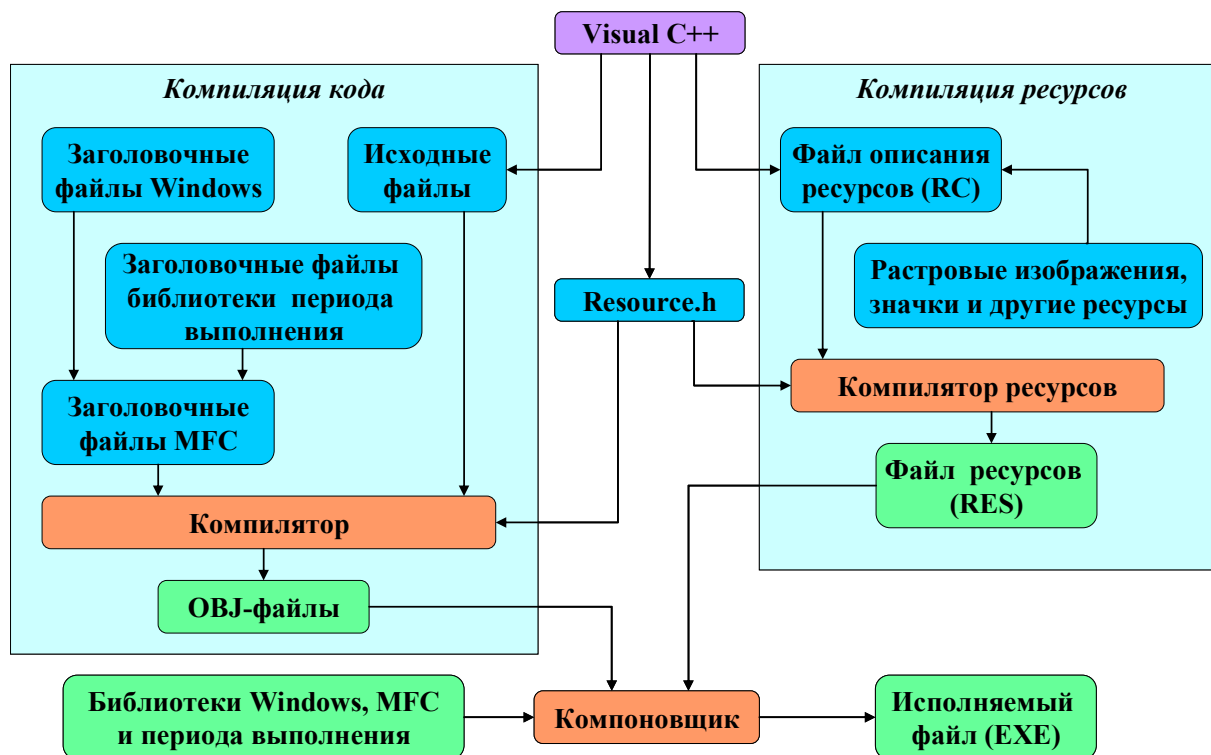 Visual C++
Компиляция кода
Заголовочные
файлы Windows
Исходные
файлы
Заголовочные файлы
библиотеки периода
выполнения
Заголовочные
файлы MFC
Компилятор
OBJ-файлы
Resource.h
Компиляция ресурсов
Файл описания
ресурсов (RC)
Растровые изображения,
значки и другие ресурсы
Компилятор ресурсов
Файл ресурсов
(RES)
Библиотеки Windows, MFC
и периода выполнения
Компоновщик
Исполняемый
файл (EXE)